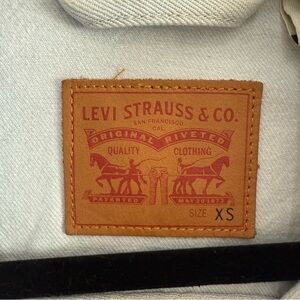 LEVI STRAUSS & CO.
SAN FRANCISCO
CAL.
ORIGINAL RIVETED
QUALITY CLOTHING
PATENTED MAY 20 1873
SIZE XS